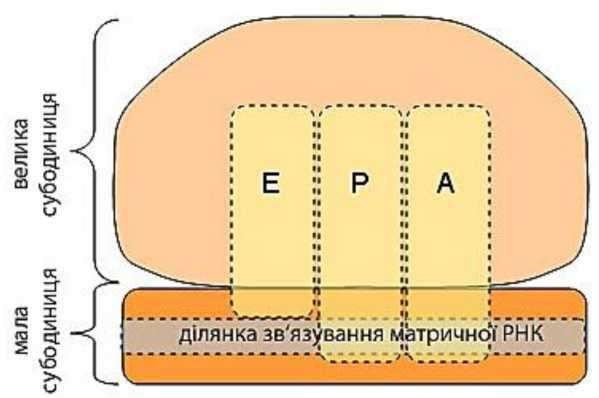 велика
субодиниця
E P A
мала
субодиниця
ділянка зв’язування матричної РНК